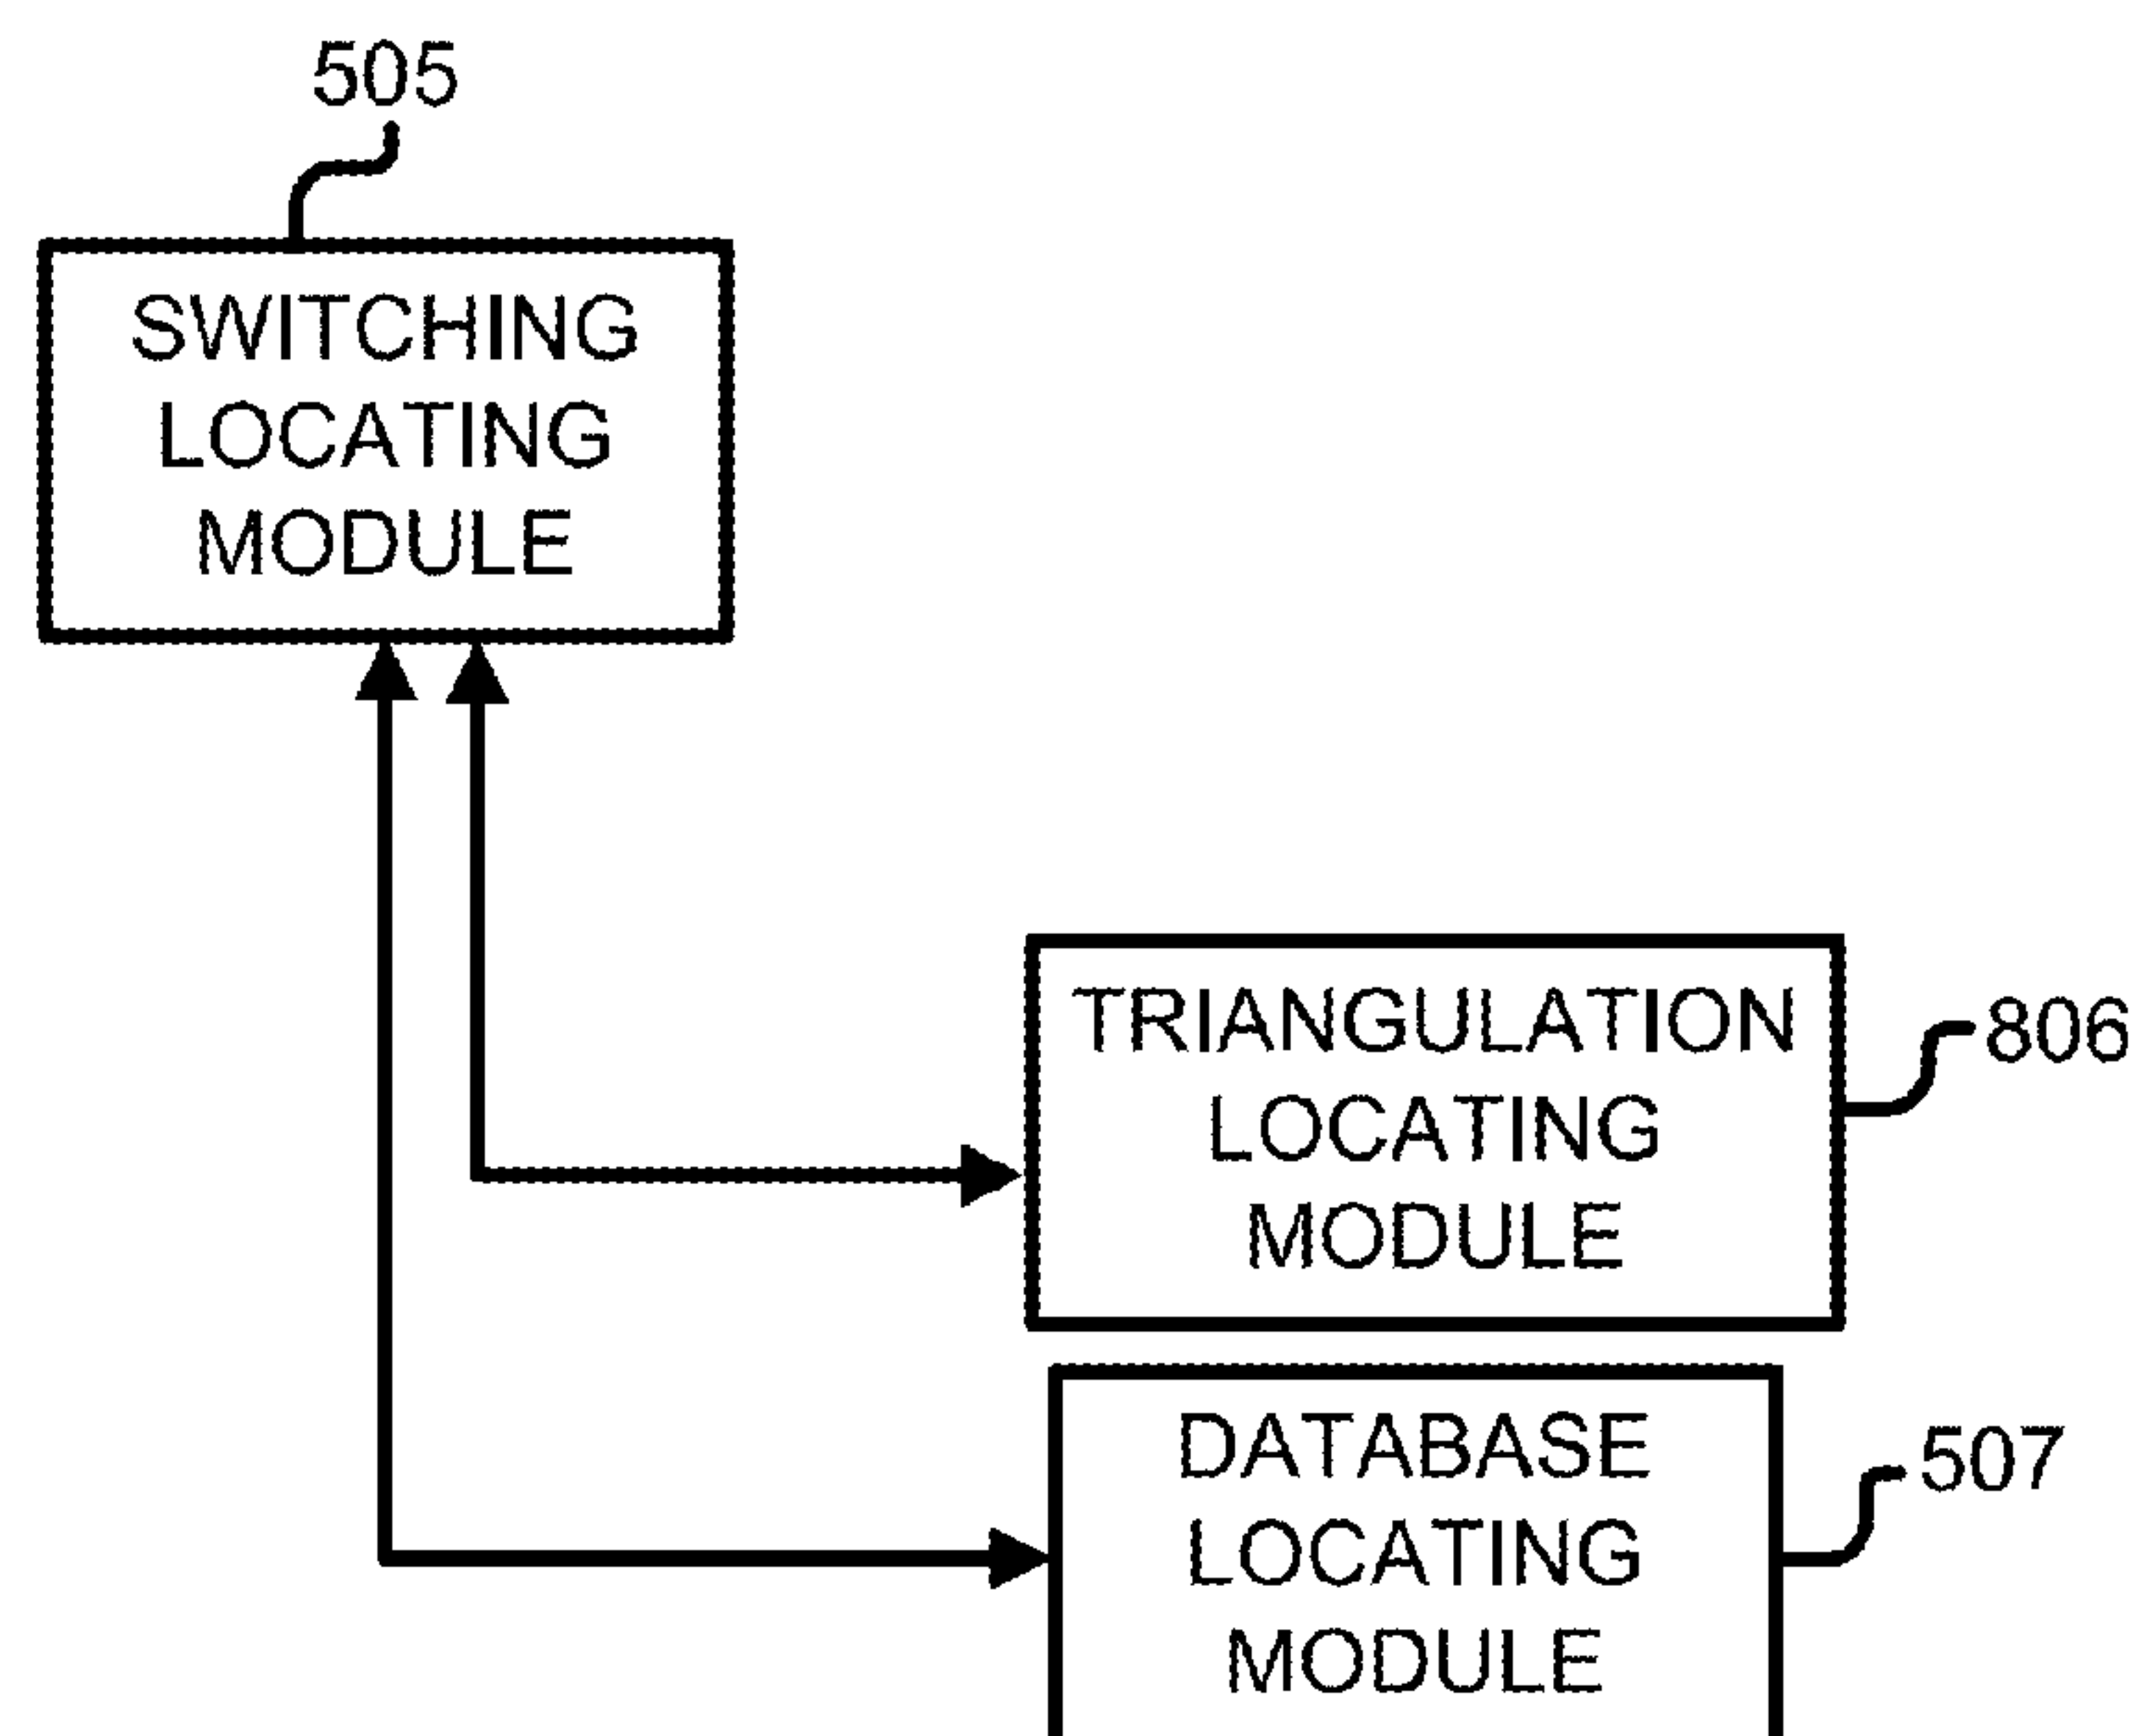 505
SWITCHING
LOCATING
MODULE
TRIANGULATION
LOCATING
MODULE
806
DATABASE
LOCATING
MODULE
507